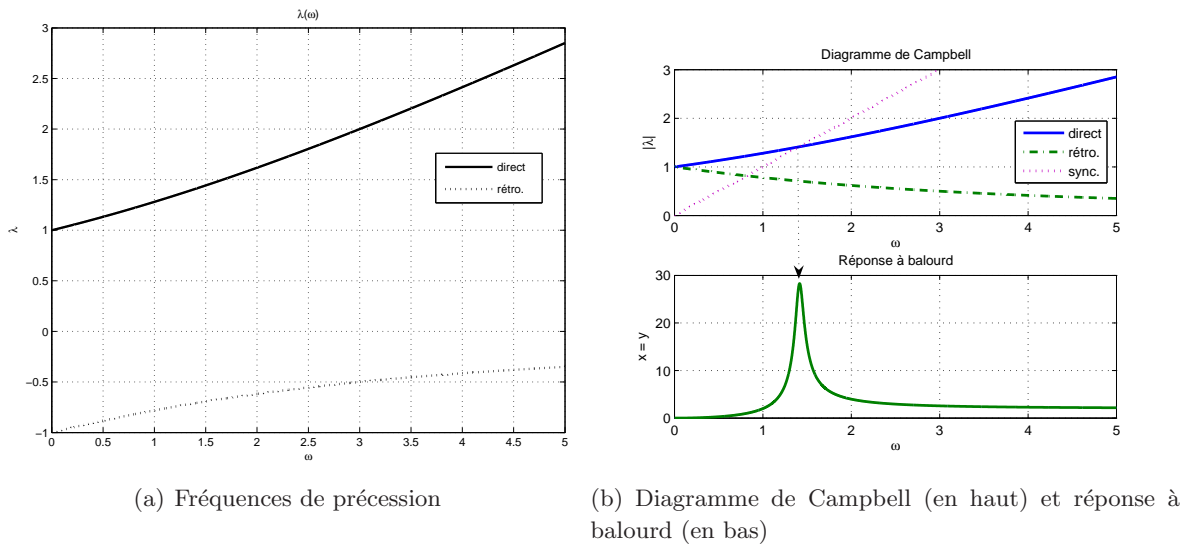 λ(ω)
3
2.5
2
1.5
1
0.5
0
−0.5
−1
λ
direct
rétro.
0 0.5 1 1.5 2 2.5 3 3.5 4 4.5 5
ω
(a) Fréquences de précession
Diagramme de Campbell
3
2
1
0
|λ|
direct
rétro.
sync.
0 1 2 3 4 5
ω
Réponse à balourd
30
20
10
0
x = y
0 1 2 3 4 5
ω
(b) Diagramme de Campbell (en haut) et réponse à
balourd (en bas)